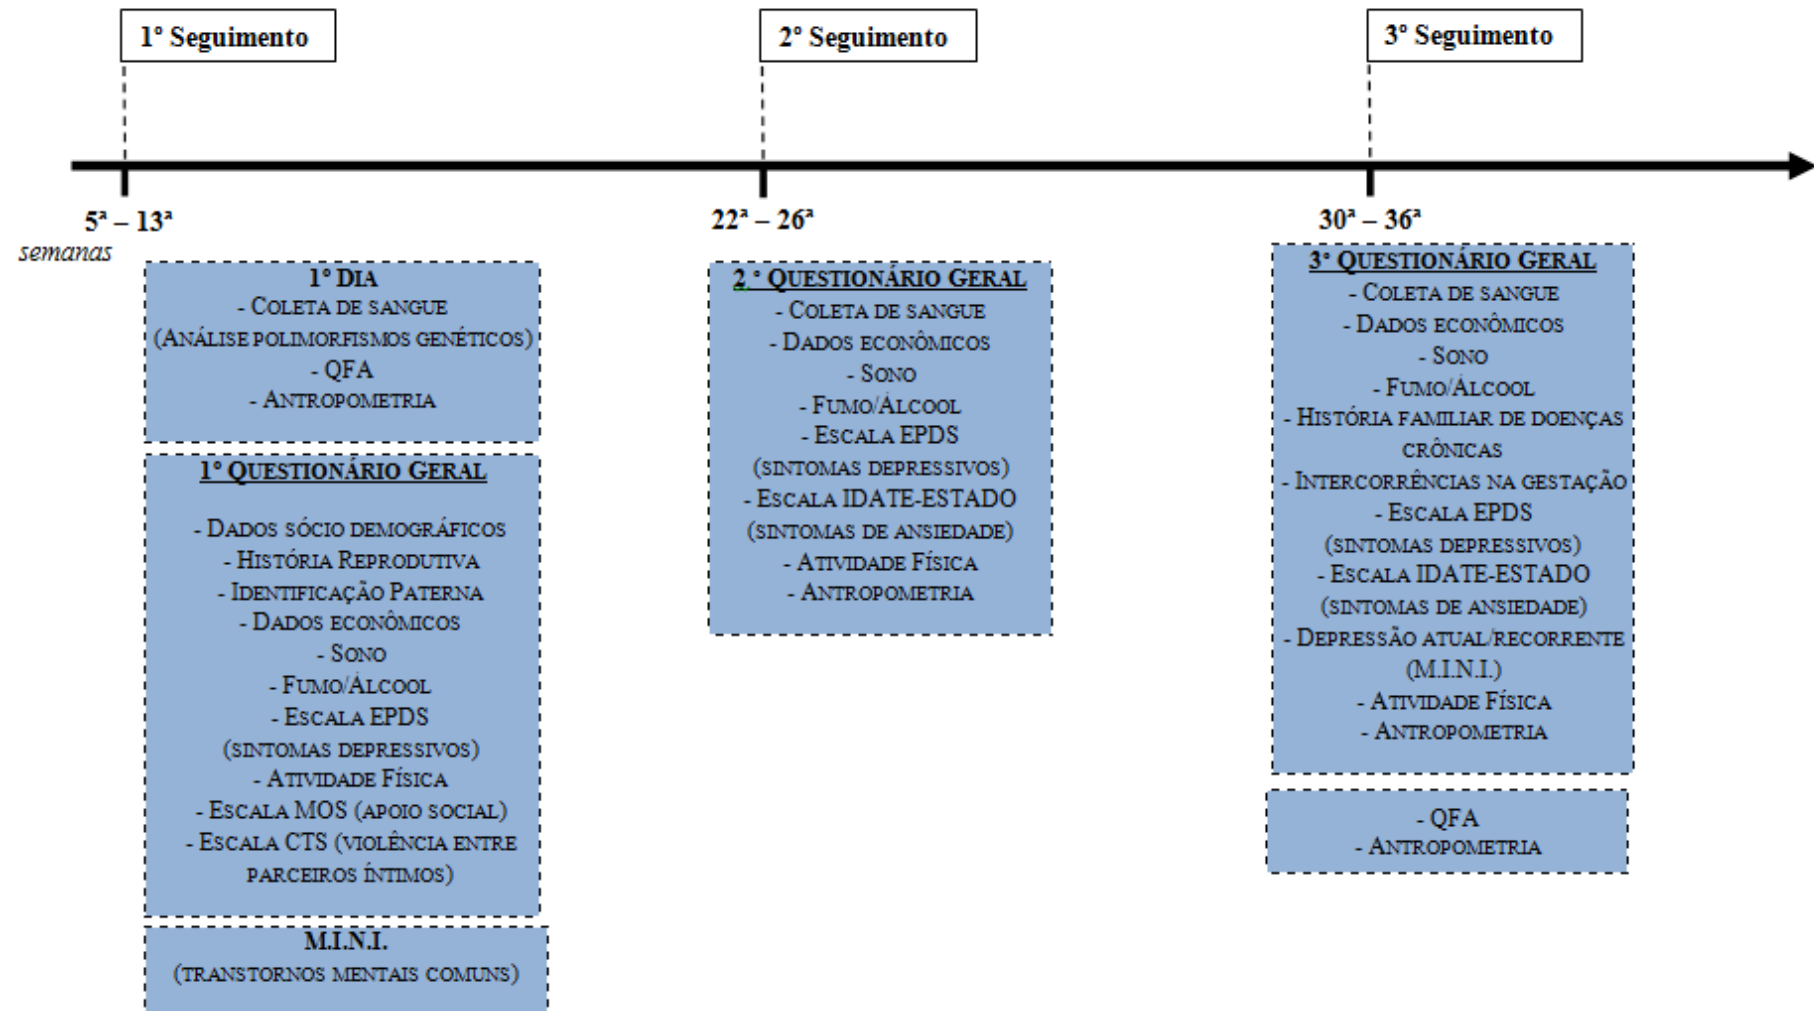 1º Seguimento
2º Seguimento
3º Seguimento
5ª – 13ª
22ª – 26ª
30ª – 36ª
semanas
1º DIA
- COLETA DE SANGUE
(ANÁLISE POLIMORFISMOS GENÉTICOS)
- QFA
- ANTROPOMETRIA
1º QUESTIONÁRIO GERAL
- DADOS SÓCIO DEMOGRÁFICOS
- HISTÓRIA REPRODUTIVA
- IDENTIFICAÇÃO PATERNA
- DADOS ECONÔMICOS
- SONO
- FUMO/ÁLCOOL
- ESCALA EPDS
(SINTOMAS DEPRESSIVOS)
- ATIVIDADE FÍSICA
- ESCALA MOS (APOIO SOCIAL)
- ESCALA CTS (VIOLÊNCIA ENTRE
PARCEIROS ÍNTIMOS)
M.I.N.I.
(TRANSTORNOS MENTAIS COMUNS)
2.º QUESTIONÁRIO GERAL
- COLETA DE SANGUE
- DADOS ECONÔMICOS
- SONO
- FUMO/ÁLCOOL
- ESCALA EPDS
(SINTOMAS DEPRESSIVOS)
- ESCALA IDATE-ESTADO
(SINTOMAS DE ANSIEDADE)
- ATIVIDADE FÍSICA
- ANTROPOMETRIA
3º QUESTIONÁRIO GERAL
- COLETA DE SANGUE
- DADOS ECONÔMICOS
- SONO
- FUMO/ÁLCOOL
- HISTÓRIA FAMILIAR DE DOENÇAS
CRÔNICAS
- INTERCORRÊNCIAS NA GESTAÇÃO
- ESCALA EPDS
(SINTOMAS DEPRESSIVOS)
- ESCALA IDATE-ESTADO
(SINTOMAS DE ANSIEDADE)
- DEPRESSÃO ATUAL/RECORRENTE
(M.I.N.I.)
- ATIVIDADE FÍSICA
- ANTROPOMETRIA
- QFA
- ANTROPOMETRIA